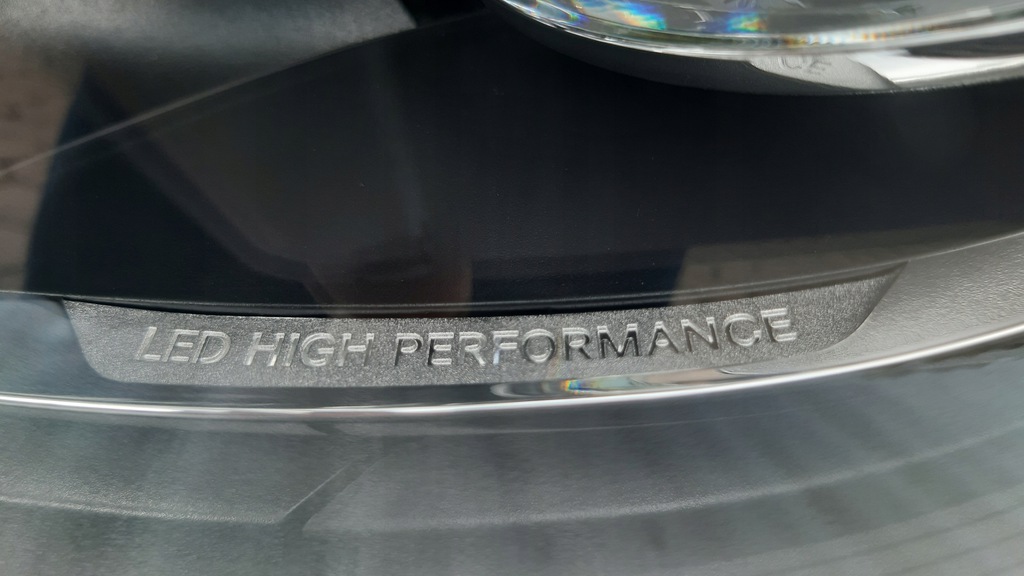 LED HIGH PERFORMANCE